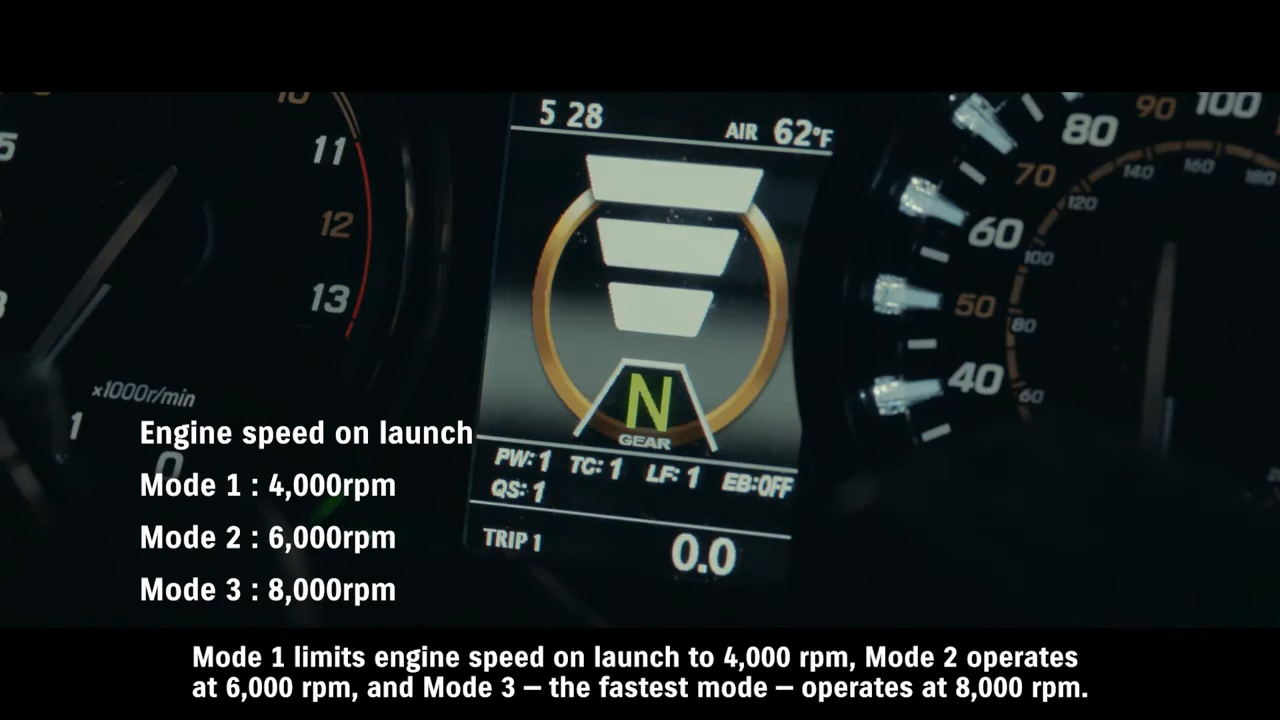 10
11
12
13
×1000r/min
1
0
5 28
AIR 62°F
N
GEAR
PW: 1 TC: 1 LF: 1 EB:OFF
QS: 1
TRIP 1
0.0
90 100
80
70
60
50
40
140 160 180
120
100
80
60
Engine speed on launch
Mode 1 : 4,000rpm
Mode 2 : 6,000rpm
Mode 3 : 8,000rpm
Mode 1 limits engine speed on launch to 4,000 rpm, Mode 2 operates
at 6,000 rpm, and Mode 3 – the fastest mode – operates at 8,000 rpm.